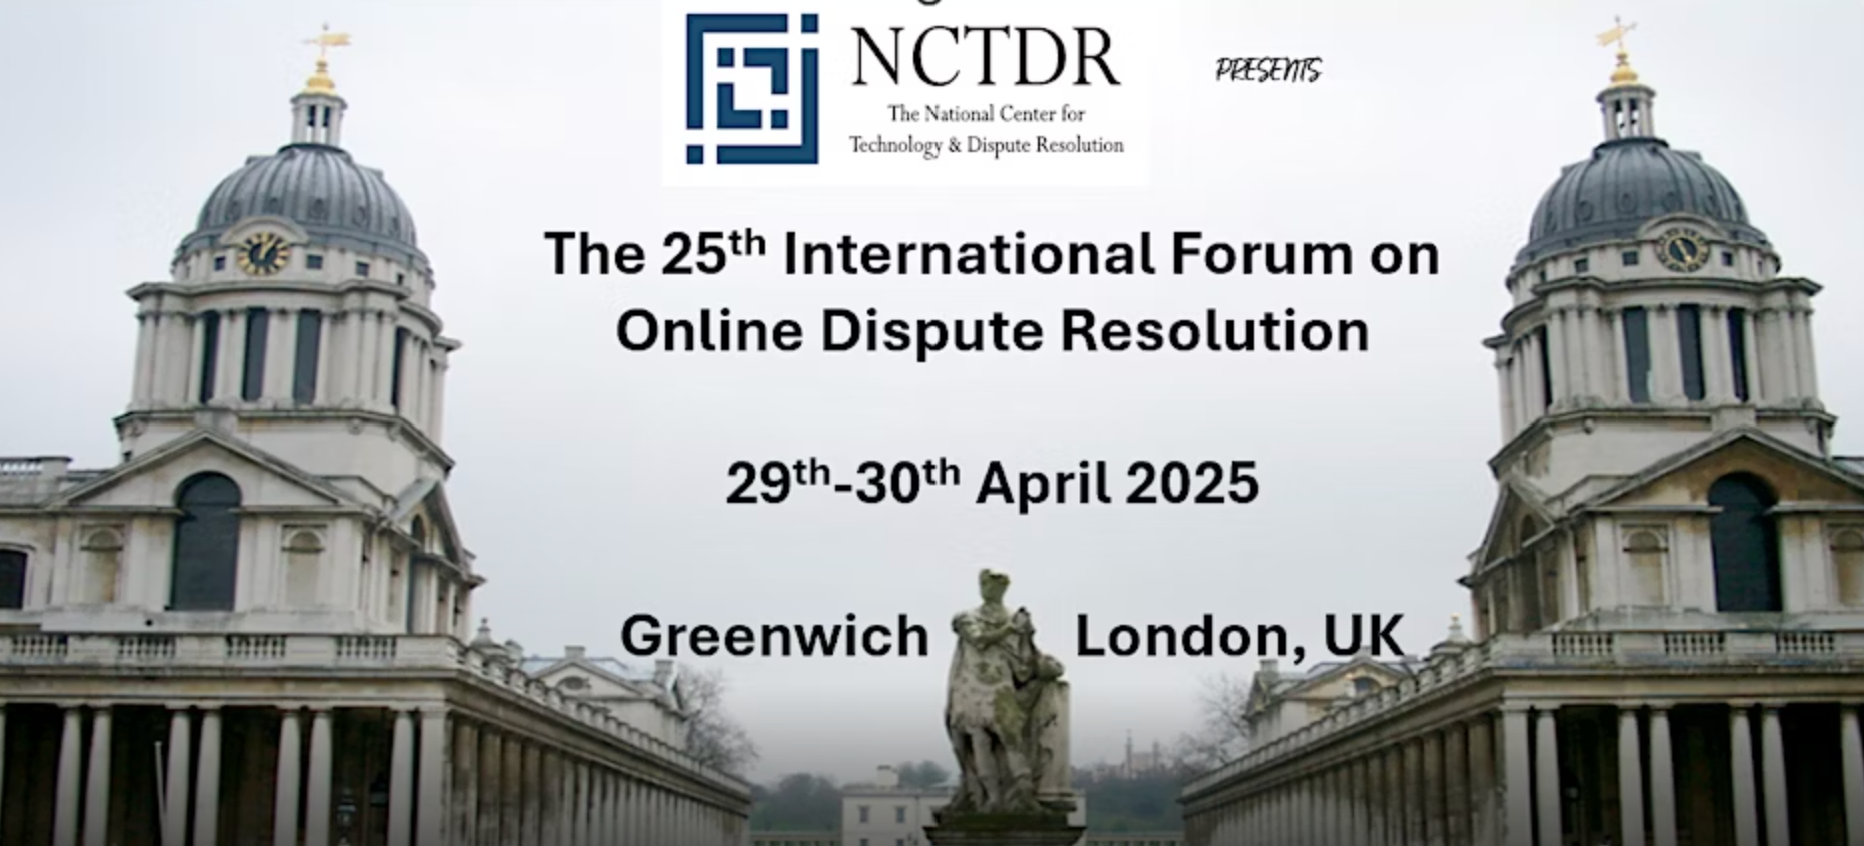 NCTDR
The National Center for
Technology & Dispute Resolution
PRESENTS
The 25th International Forum on
Online Dispute Resolution
29th-30th April 2025
Greenwich London, UK